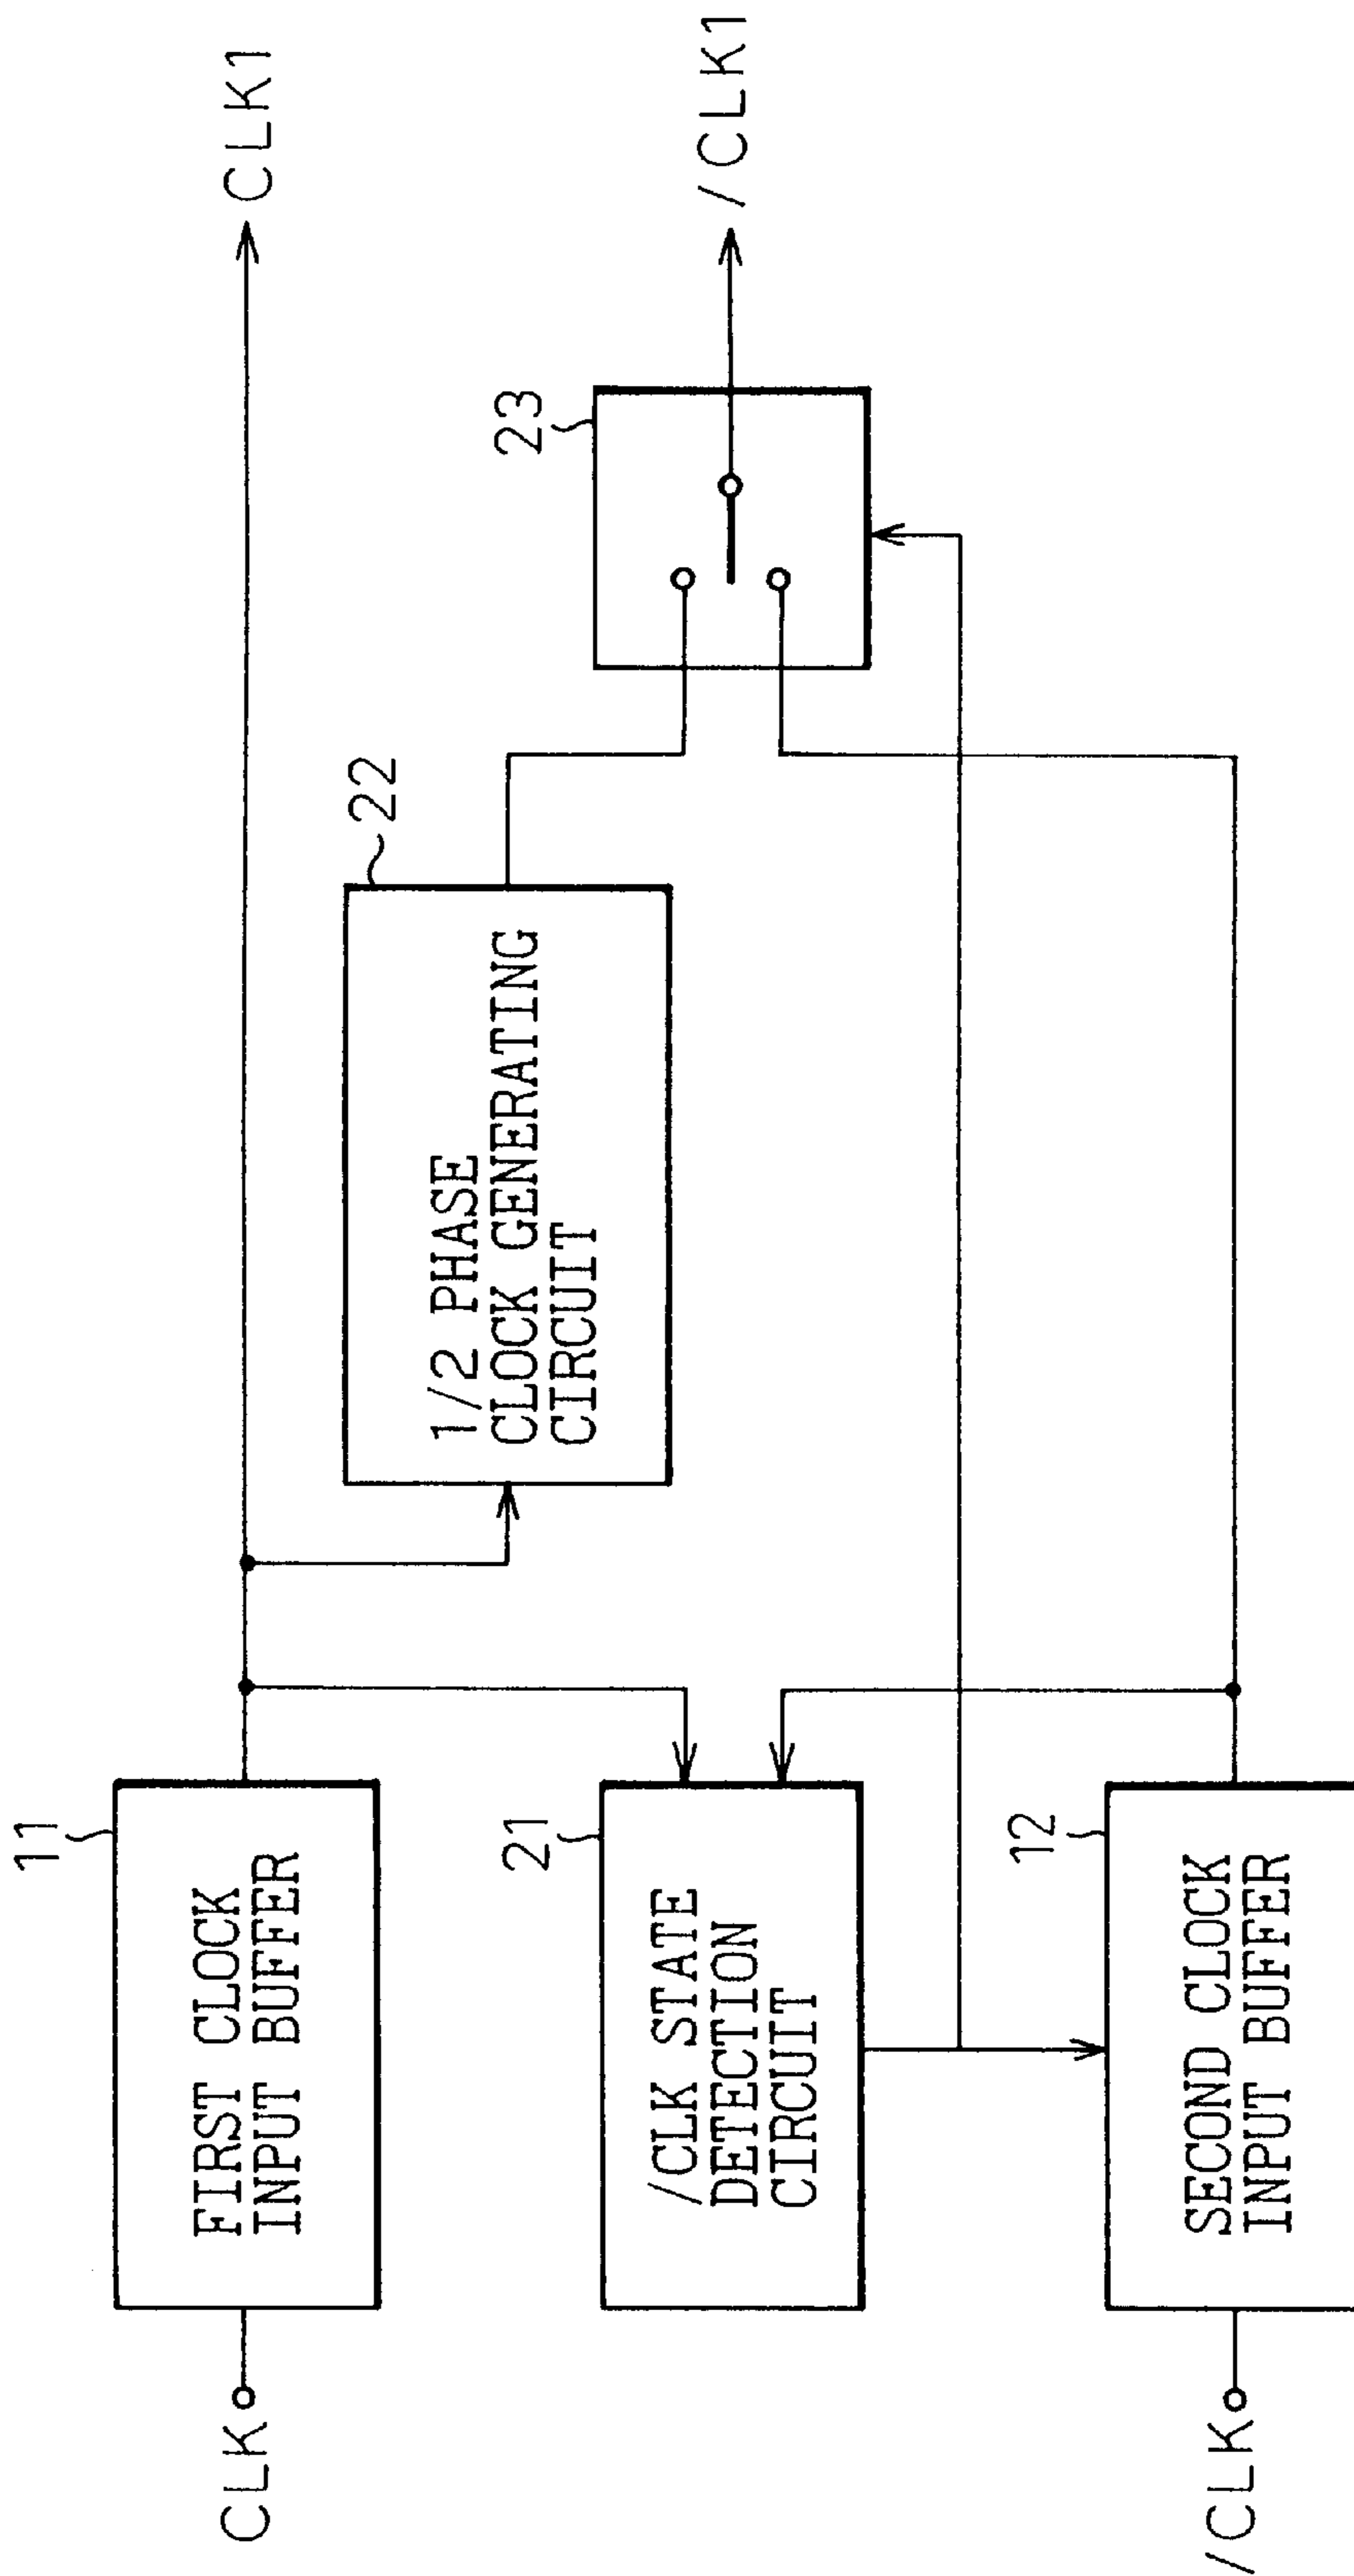 CLK
11
FIRST CLOCK
INPUT BUFFER
CLK1
22
1/2 PHASE
CLOCK GENERATING
CIRCUIT
21
/CLK STATE
DETECTION
CIRCUIT
23
/CLK1
/CLK
12
SECOND CLOCK
INPUT BUFFER